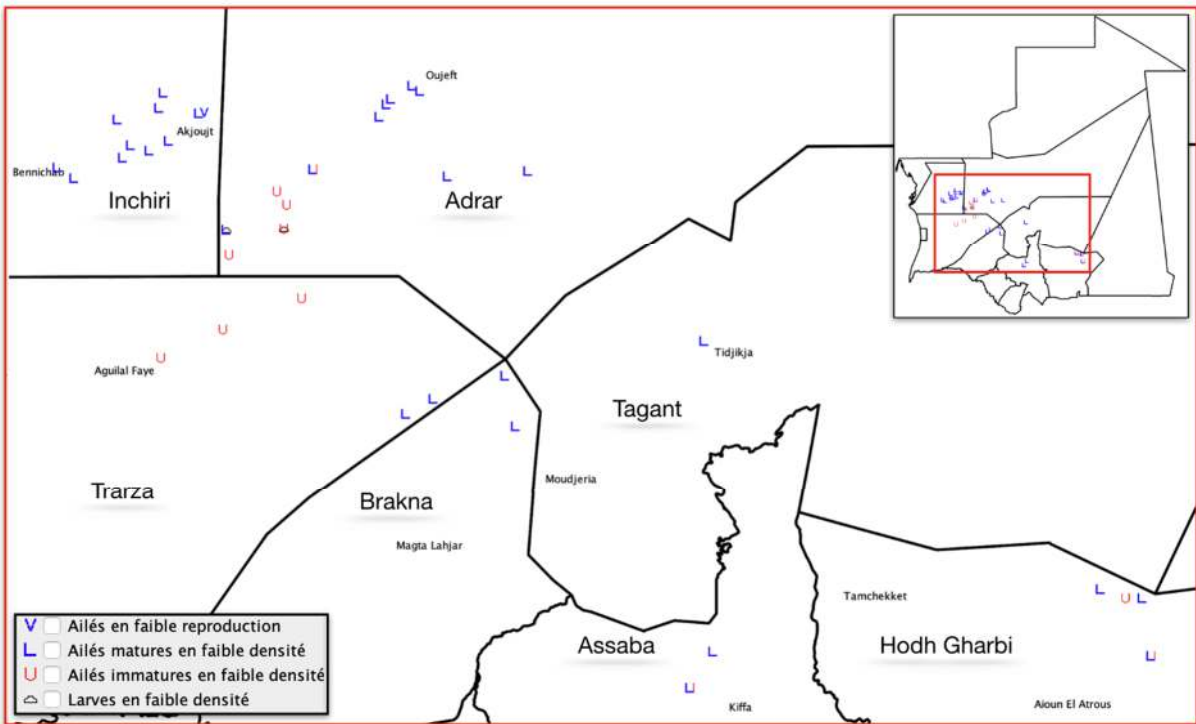 Oujeft
Akjoujt
Bennichab
Inchiri
Adrar
Tidjikja
Aguilal Faye
Tagant
Moudjeria
Trarza
Brakna
Magta Lahjar
Tamchekket
Assaba
Hodh Gharbi
Kiffa
Aioun El Atrous
V Ailés en faible reproduction
L Ailés matures en faible densité
U Ailés immatures en faible densité
Larves en faible densité